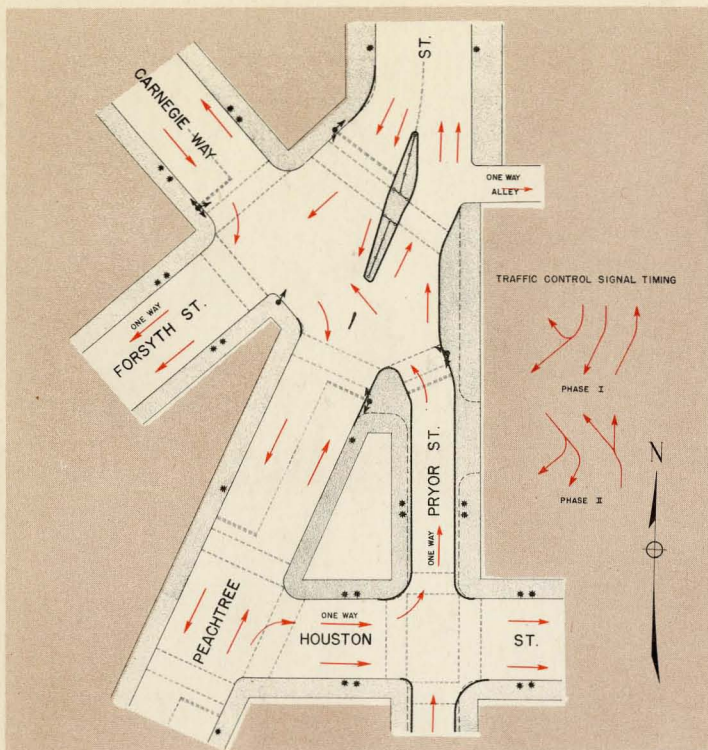 ST.
CARNEGIE WAY
ONE WAY
ALLEY
TRAFFIC CONTROL SIGNAL TIMING
ONE WAY
FORSYTH ST.
PHASE I
PHASE II
N
PRYOR ST.
ONE WAY
PEACHTREE
ONE WAY
HOUSTON
ST.